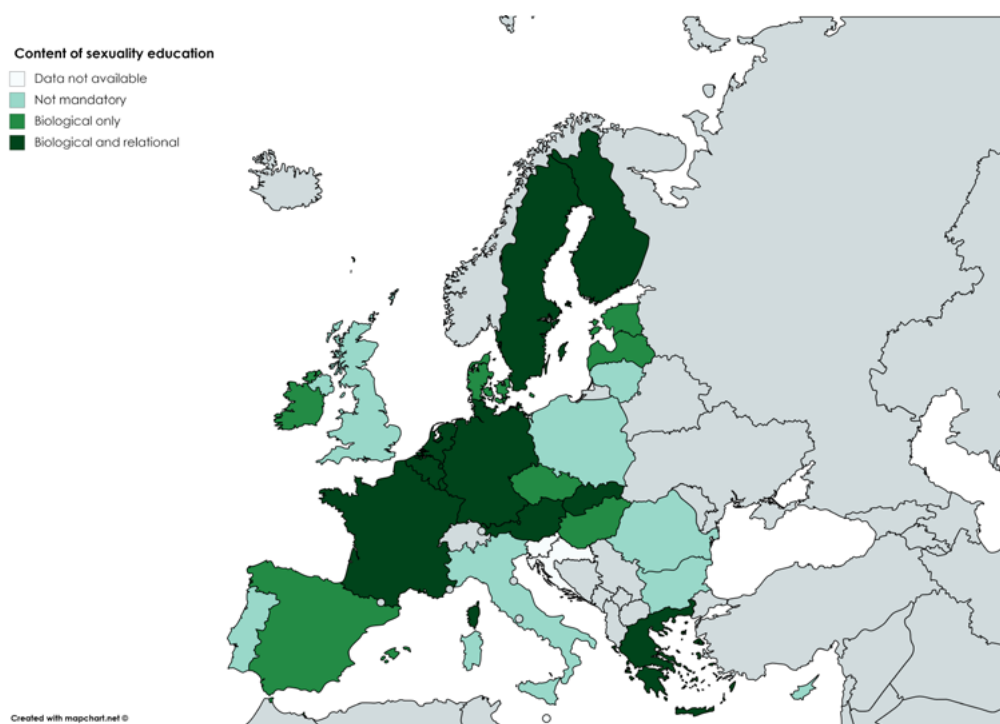 Content of sexuality education
Data not available
Not mandatory
Biological only
Biological and relational
Created with mapchart.net ©